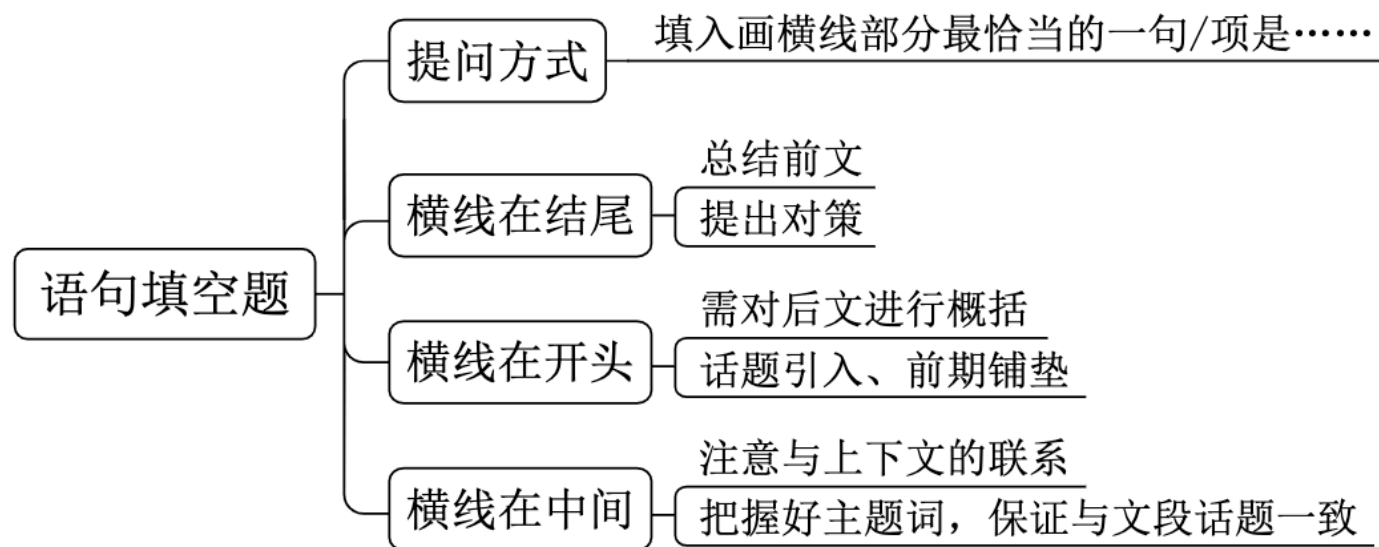 语句填空题
提问方式
填入画横线部分最恰当的一句/项是……
横线在结尾
总结前文
提出对策
横线在开头
需对后文进行概括
话题引入、前期铺垫
横线在中间
注意与上下文的联系
把握好主题词，保证与文段话题一致